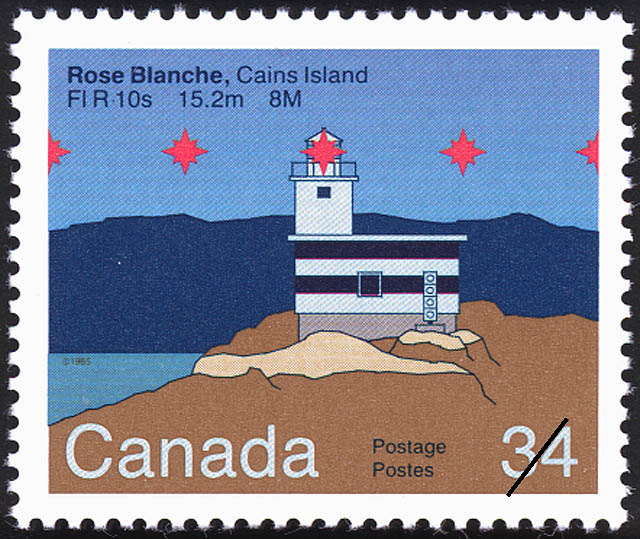 Rose Blanche, Cains Island
Fl R 10s 15.2m 8M
©1985
Canada
Postage
Postes
34